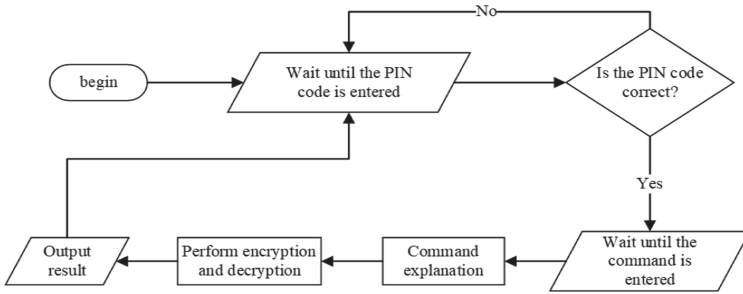 No
begin
Wait until the PIN
code is entered
Is the PIN code
correct?
Yes
Wait until the
command is
entered
Command
explanation
Perform encryption
and decryption
Output
result